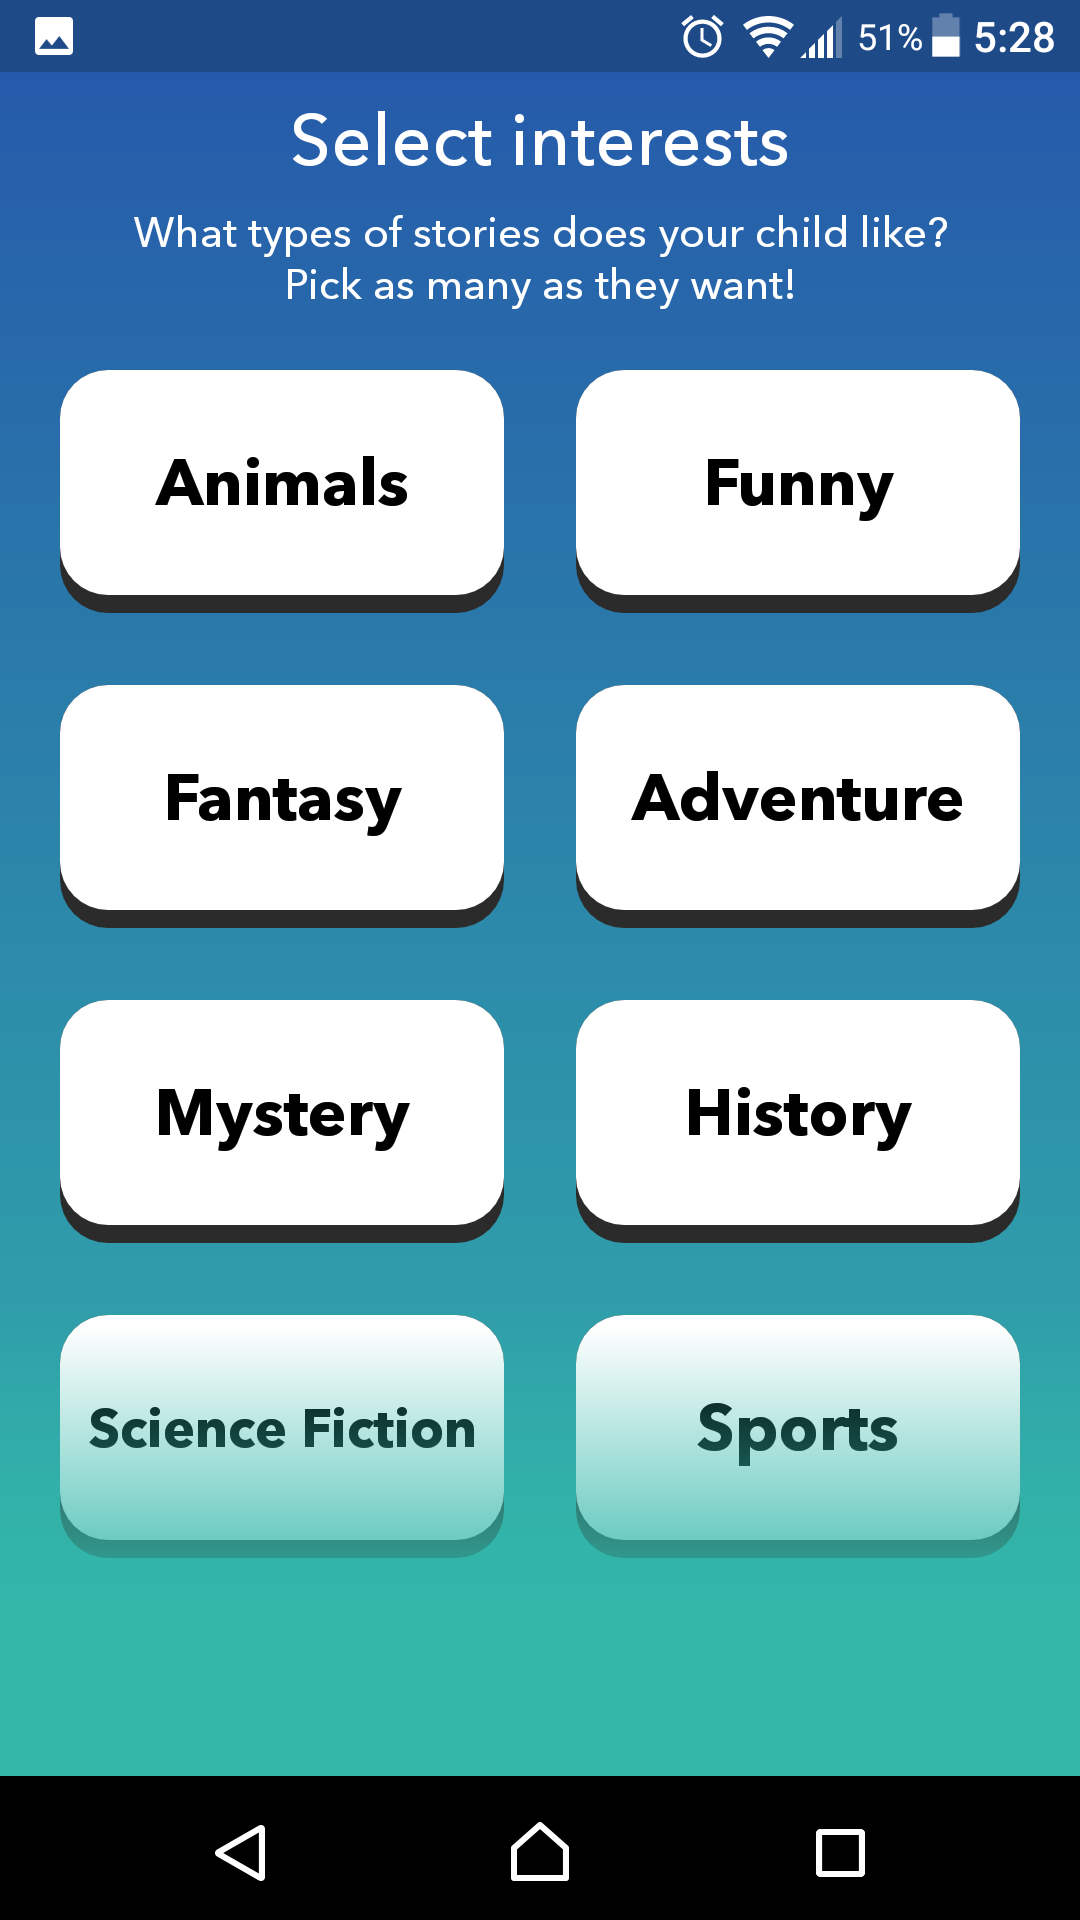 51% 5:28
Select interests
What types of stories does your child like?
Pick as many as they want!
Animals
Funny
Fantasy
Adventure
Mystery
History
Science Fiction
Sports